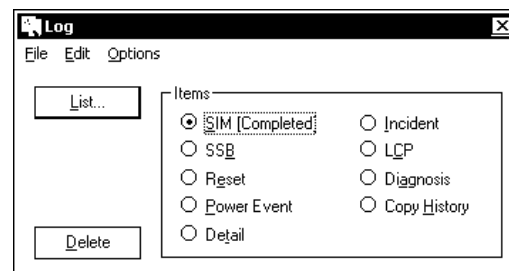 Log
File Edit Options
List...
Items
SIM [Completed]
Incident
SSB
LCP
Reset
Diagnosis
Power Event
Copy History
Detail
Delete